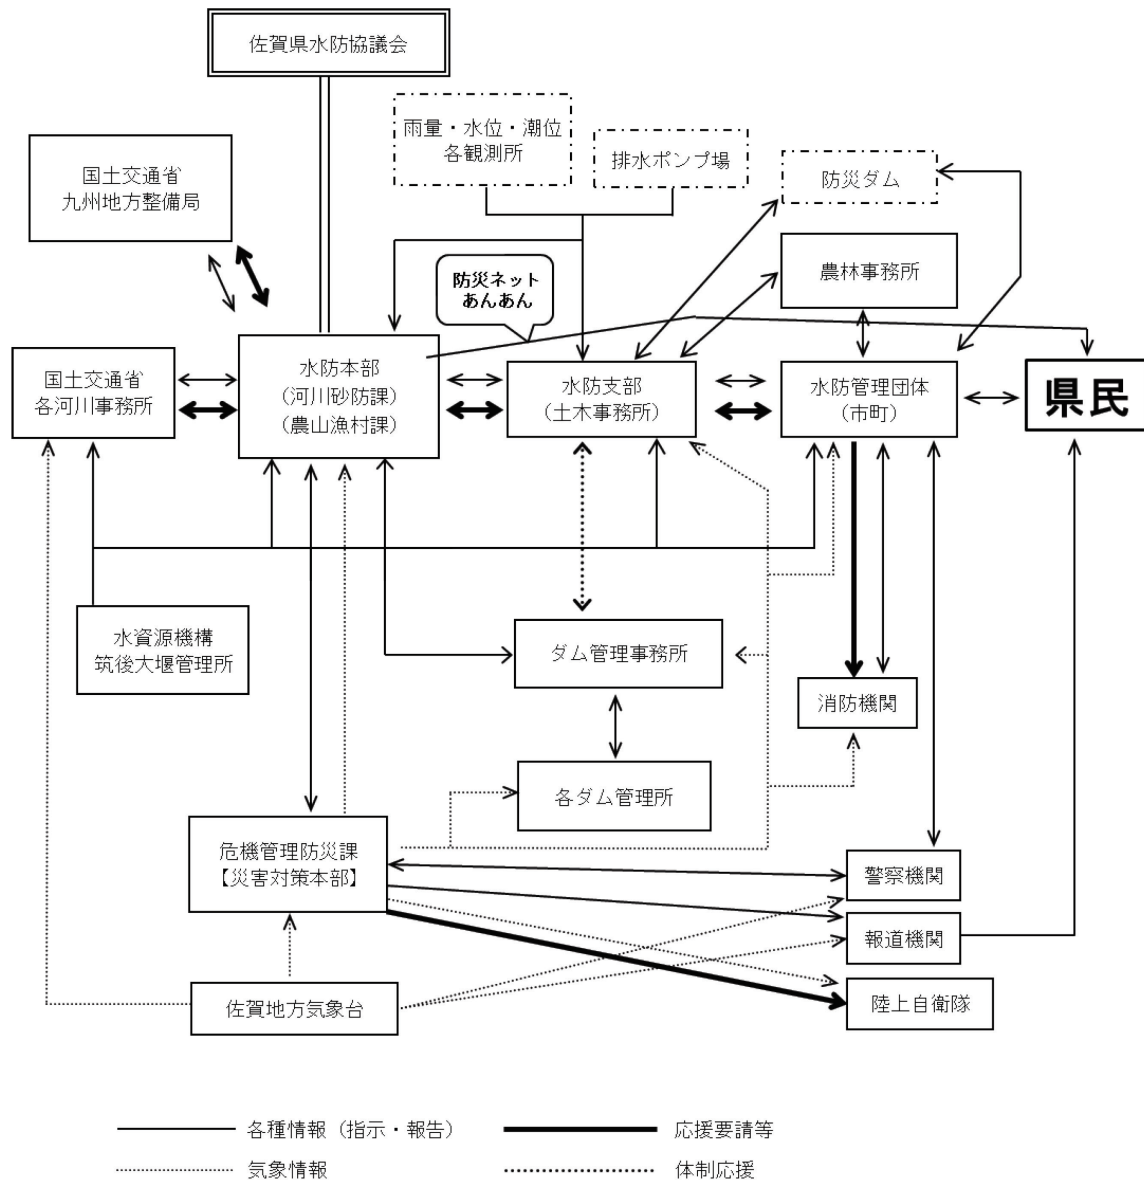 佐賀県水防協議会
雨量・水位・潮位
各観測所
排水ポンプ場
国土交通省
九州地方整備局
防災ダム
農林事務所
防災ネット
あんあん
国土交通省
各河川事務所
水防本部
(河川砂防課)
(農山漁村課)
水防支部
(土木事務所)
水防管理団体
(市町)
県民
水資源機構
筑後大堰管理所
ダム管理事務所
消防機関
各ダム管理所
危機管理防災課
【災害対策本部】
警察機関
報道機関
佐賀地方気象台
陸上自衛隊
各種情報（指示・報告）
応援要請等
気象情報
体制応援